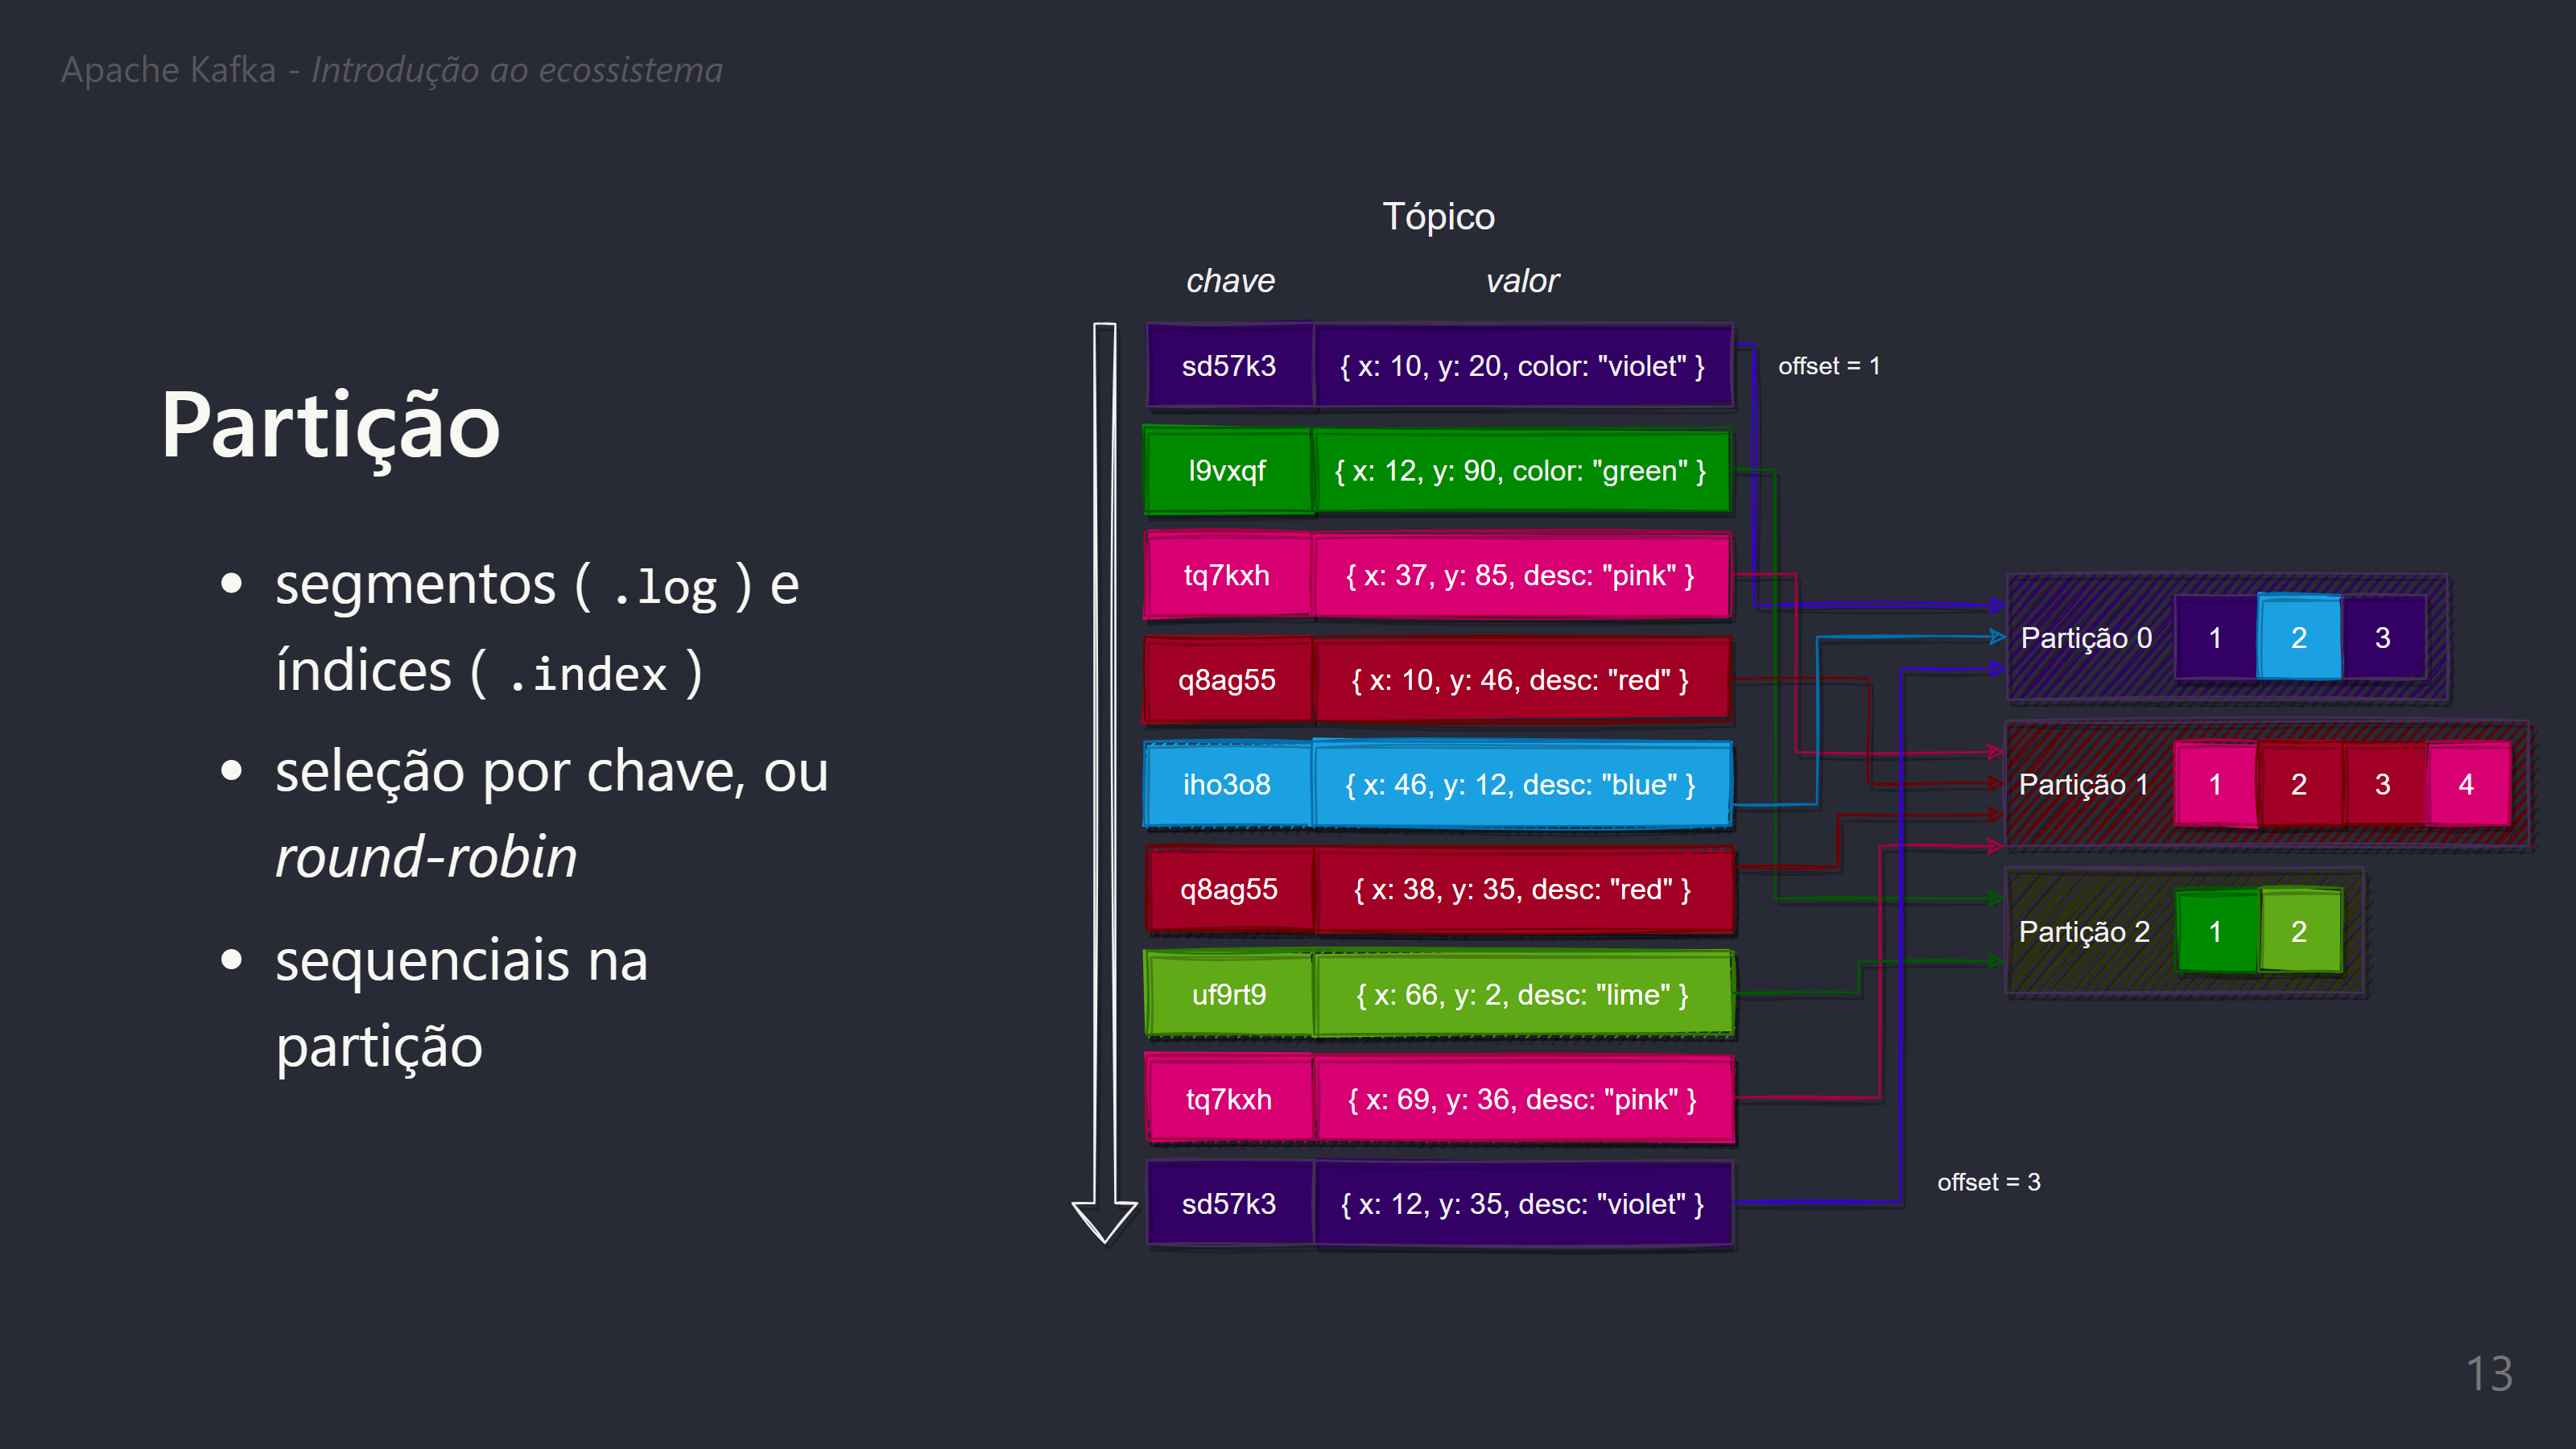 Apache Kafka - Introdução ao ecossistema
Partição
• segmentos ( .log ) e
índices ( .index )
• seleção por chave, ou
round-robin
• sequenciais na
partição
Tópico
chave valor
sd57k3 { x: 10, y: 20, color: "violet" }
offset = 1
l9vxqf { x: 12, y: 90, color: "green" }
tq7kxh { x: 37, y: 85, desc: "pink" }
q8ag55 { x: 10, y: 46, desc: "red" }
iho3o8 { x: 46, y: 12, desc: "blue" }
q8ag55 { x: 38, y: 35, desc: "red" }
uf9rt9 { x: 66, y: 2, desc: "lime" }
tq7kxh { x: 69, y: 36, desc: "pink" }
sd57k3 { x: 12, y: 35, desc: "violet" }
offset = 3
Partição 0 1 2 3
Partição 1 1 2 3 4
Partição 2 1 2
13